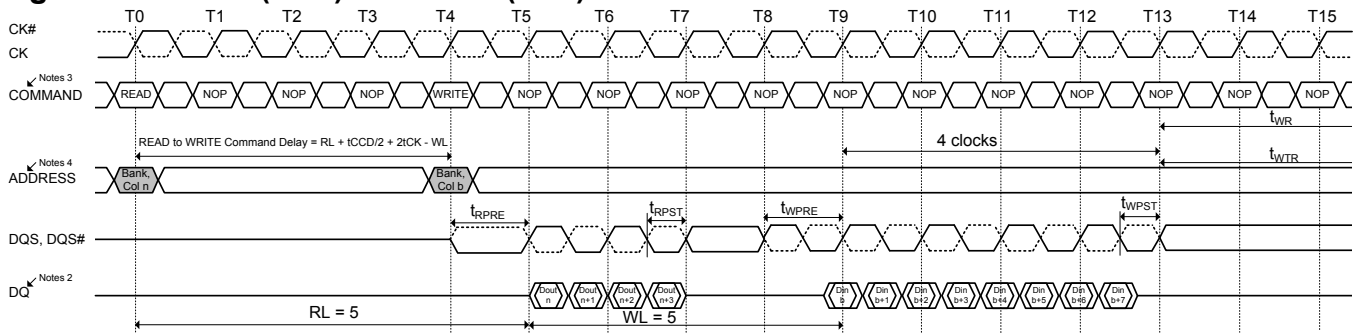 T0 T1 T2 T3 T4 T5 T6 T7 T8 T9 T10 T11 T12 T13 T14 T15
CK#
CK
Notes 3
COMMAND READ NOP NOP NOP WRITE NOP NOP NOP NOP NOP NOP NOP NOP NOP NOP NOP
tWR
READ to WRITE Command Delay = RL + tCCD/2 + 2tCK - WL
4 clocks
tWTR
Notes 4
ADDRESS Bank, Col n Bank, Col b
tRPRE tRPST tWPRE tWPST
DQS, DQS#
Notes 2
DQ Dout n Dout n+1 Dout n+2 Dout n+3 Din b Din b+1 Din b+2 Din b+3 Din b+4 Din b+5 Din b+6 Din b+7
RL = 5 WL = 5